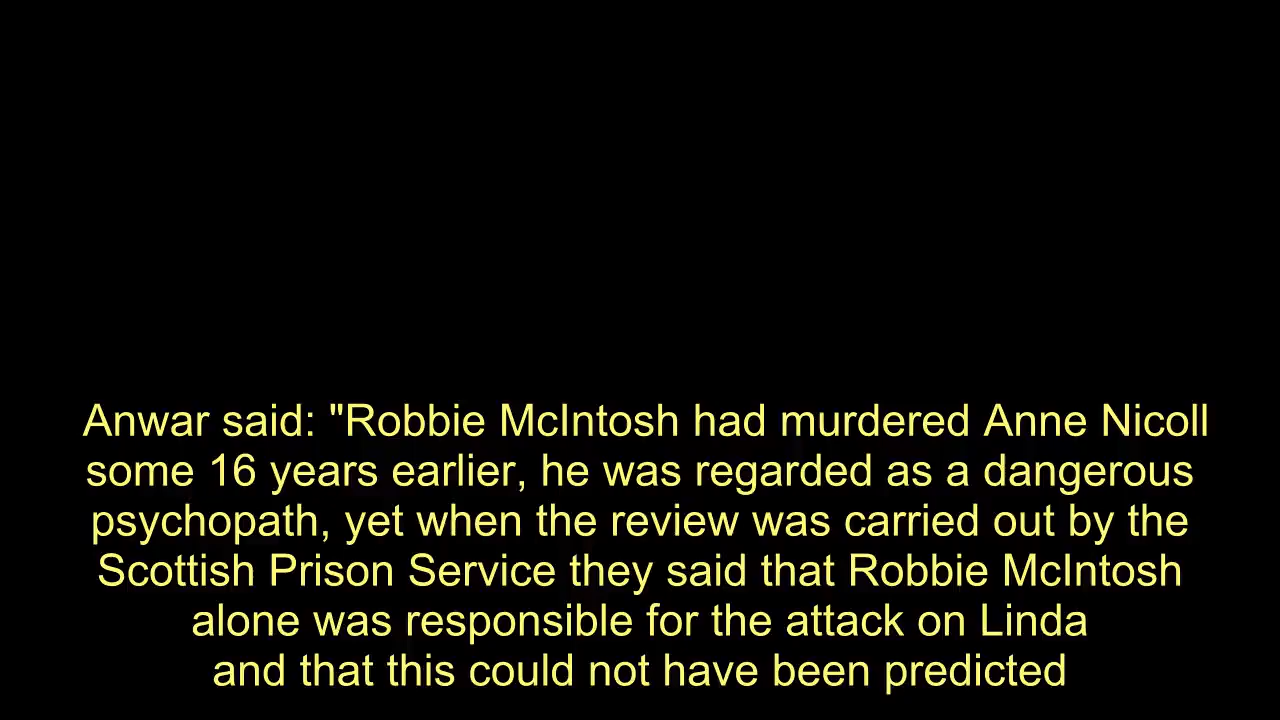 Anwar said: "Robbie McIntosh had murdered Anne Nicoll
some 16 years earlier, he was regarded as a dangerous
psychopath, yet when the review was carried out by the
Scottish Prison Service they said that Robbie McIntosh
alone was responsible for the attack on Linda
and that this could not have been predicted